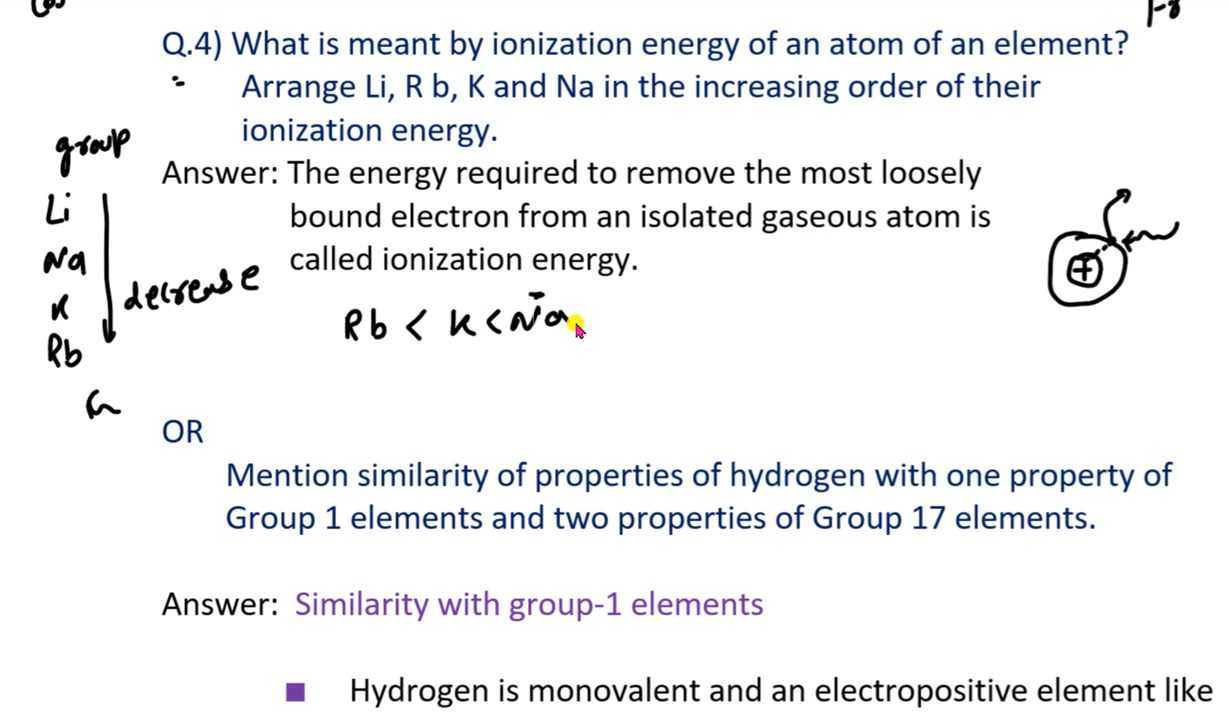 Q.4) What is meant by ionization energy of an atom of an element?
Arrange Li, R b, K and Na in the increasing order of their
ionization energy.
group
Li
Na
K
Rb
decrease
Answer: The energy required to remove the most loosely
bound electron from an isolated gaseous atom is
called ionization energy.
Rb < K < Na
+
OR
Mention similarity of properties of hydrogen with one property of
Group 1 elements and two properties of Group 17 elements.
Answer: Similarity with group-1 elements
■ Hydrogen is monovalent and an electropositive element like